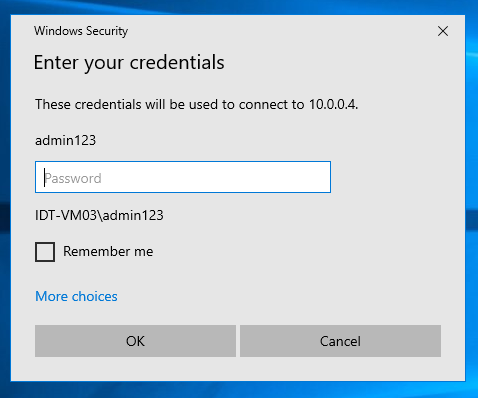 Windows Security
Enter your credentials
These credentials will be used to connect to 10.0.0.4.
admin123
Password
IDT-VM03\admin123
Remember me
More choices
OK
Cancel